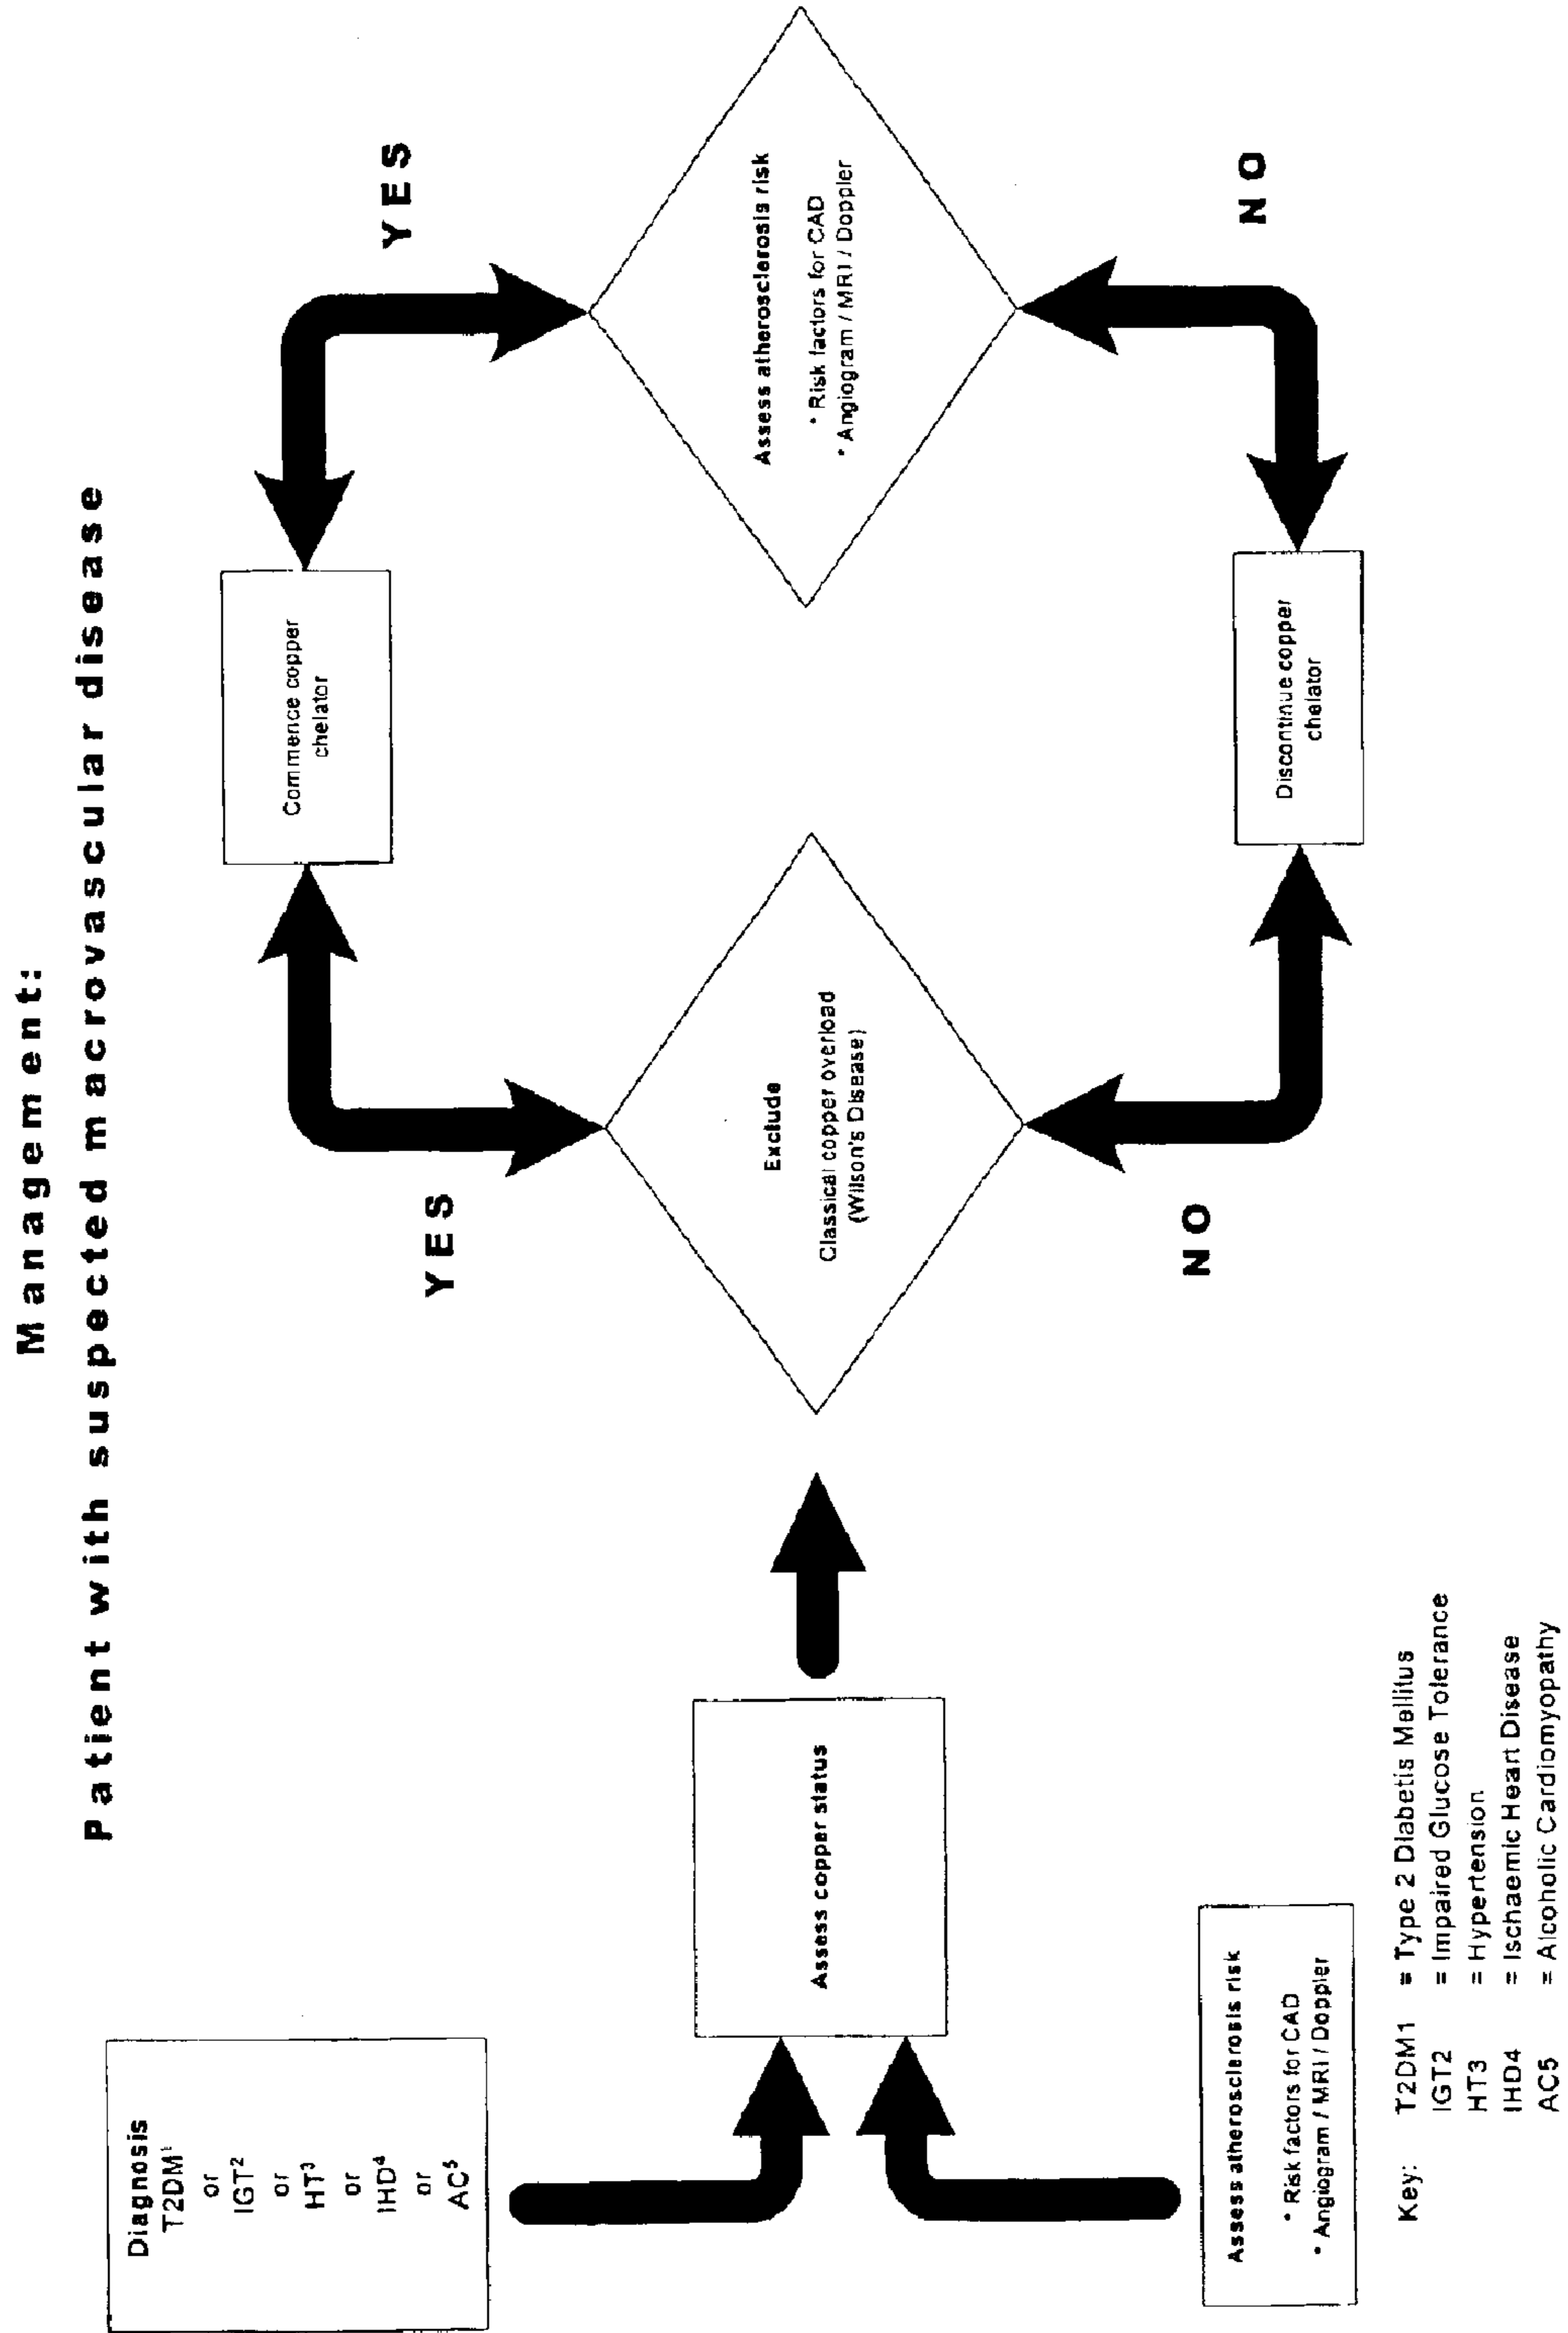 Management:
Patient with suspected macrovascular disease
Diagnosis
T2DM¹
or
IGT²
or
HT³
or
IHD⁴
or
AC⁵
Assess atherosclerosis risk
* Risk factors for CAD
* Angiogram / MRI / Doppler
Assess copper status
Exclude
Classical copper overload
(Wilson's Disease)
YES
NO
Commence copper
chelator
Discontinue copper
chelator
Assess atherosclerosis risk
* Risk factors for CAD
* Angiogram / MRI / Doppler
YES
NO
Key: T2DM1 = Type 2 Diabetis Mellitus
IGT2 = Impaired Glucose Tolerance
HT3 = Hypertension
IHD4 = Ischaemic Heart Disease
AC5 = Alcoholic Cardiomyopathy